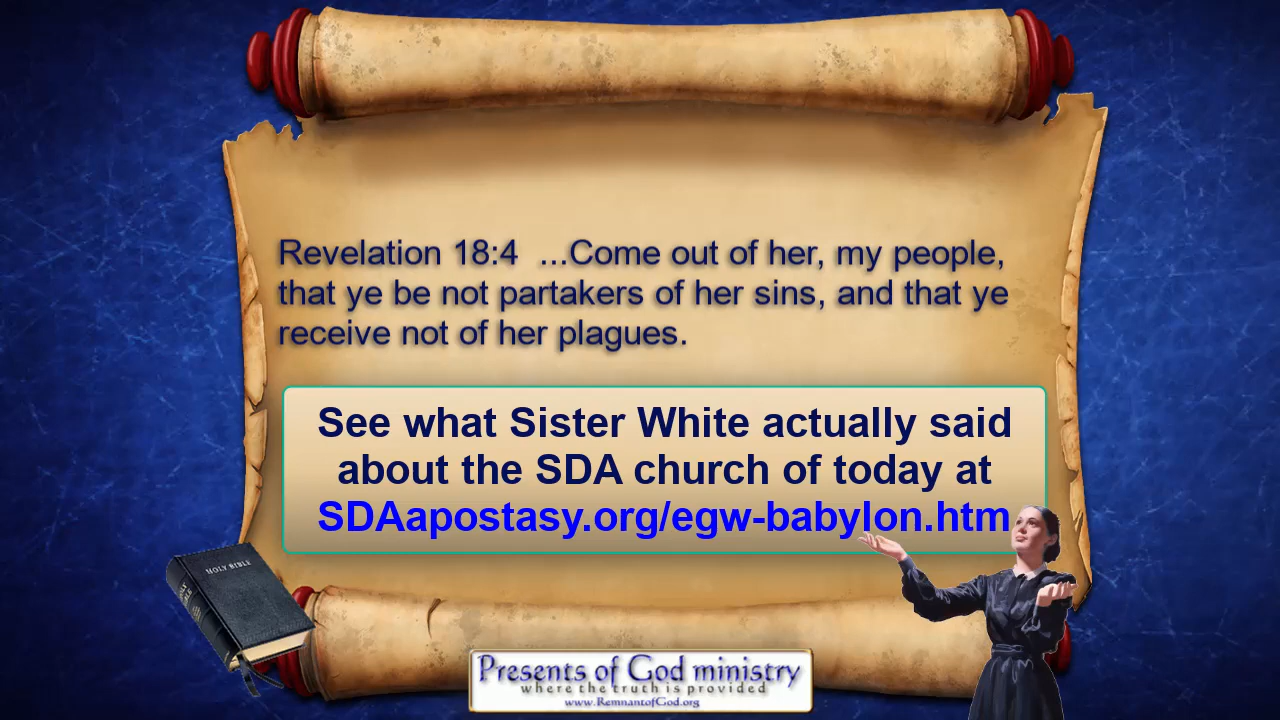 Revelation 18:4 ...Come out of her, my people,
that ye be not partakers of her sins, and that ye
receive not of her plagues.
See what Sister White actually said
about the SDA church of today at
SDAapostasy.org/egw-babylon.htm
HOLY BIBLE
Presents of God ministry
where the truth is provided
www.RemnantofGod.org